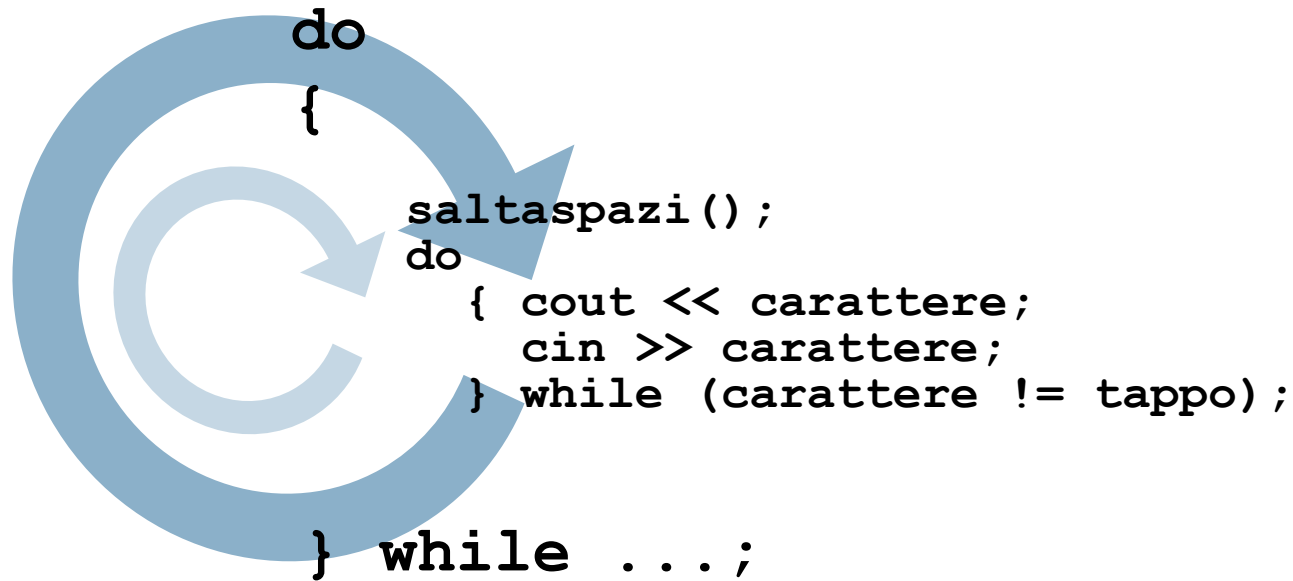 do
{
saltaspazi();
do
{ cout << carattere;
cin >> carattere;
} while (carattere != tappo);
} while ...;